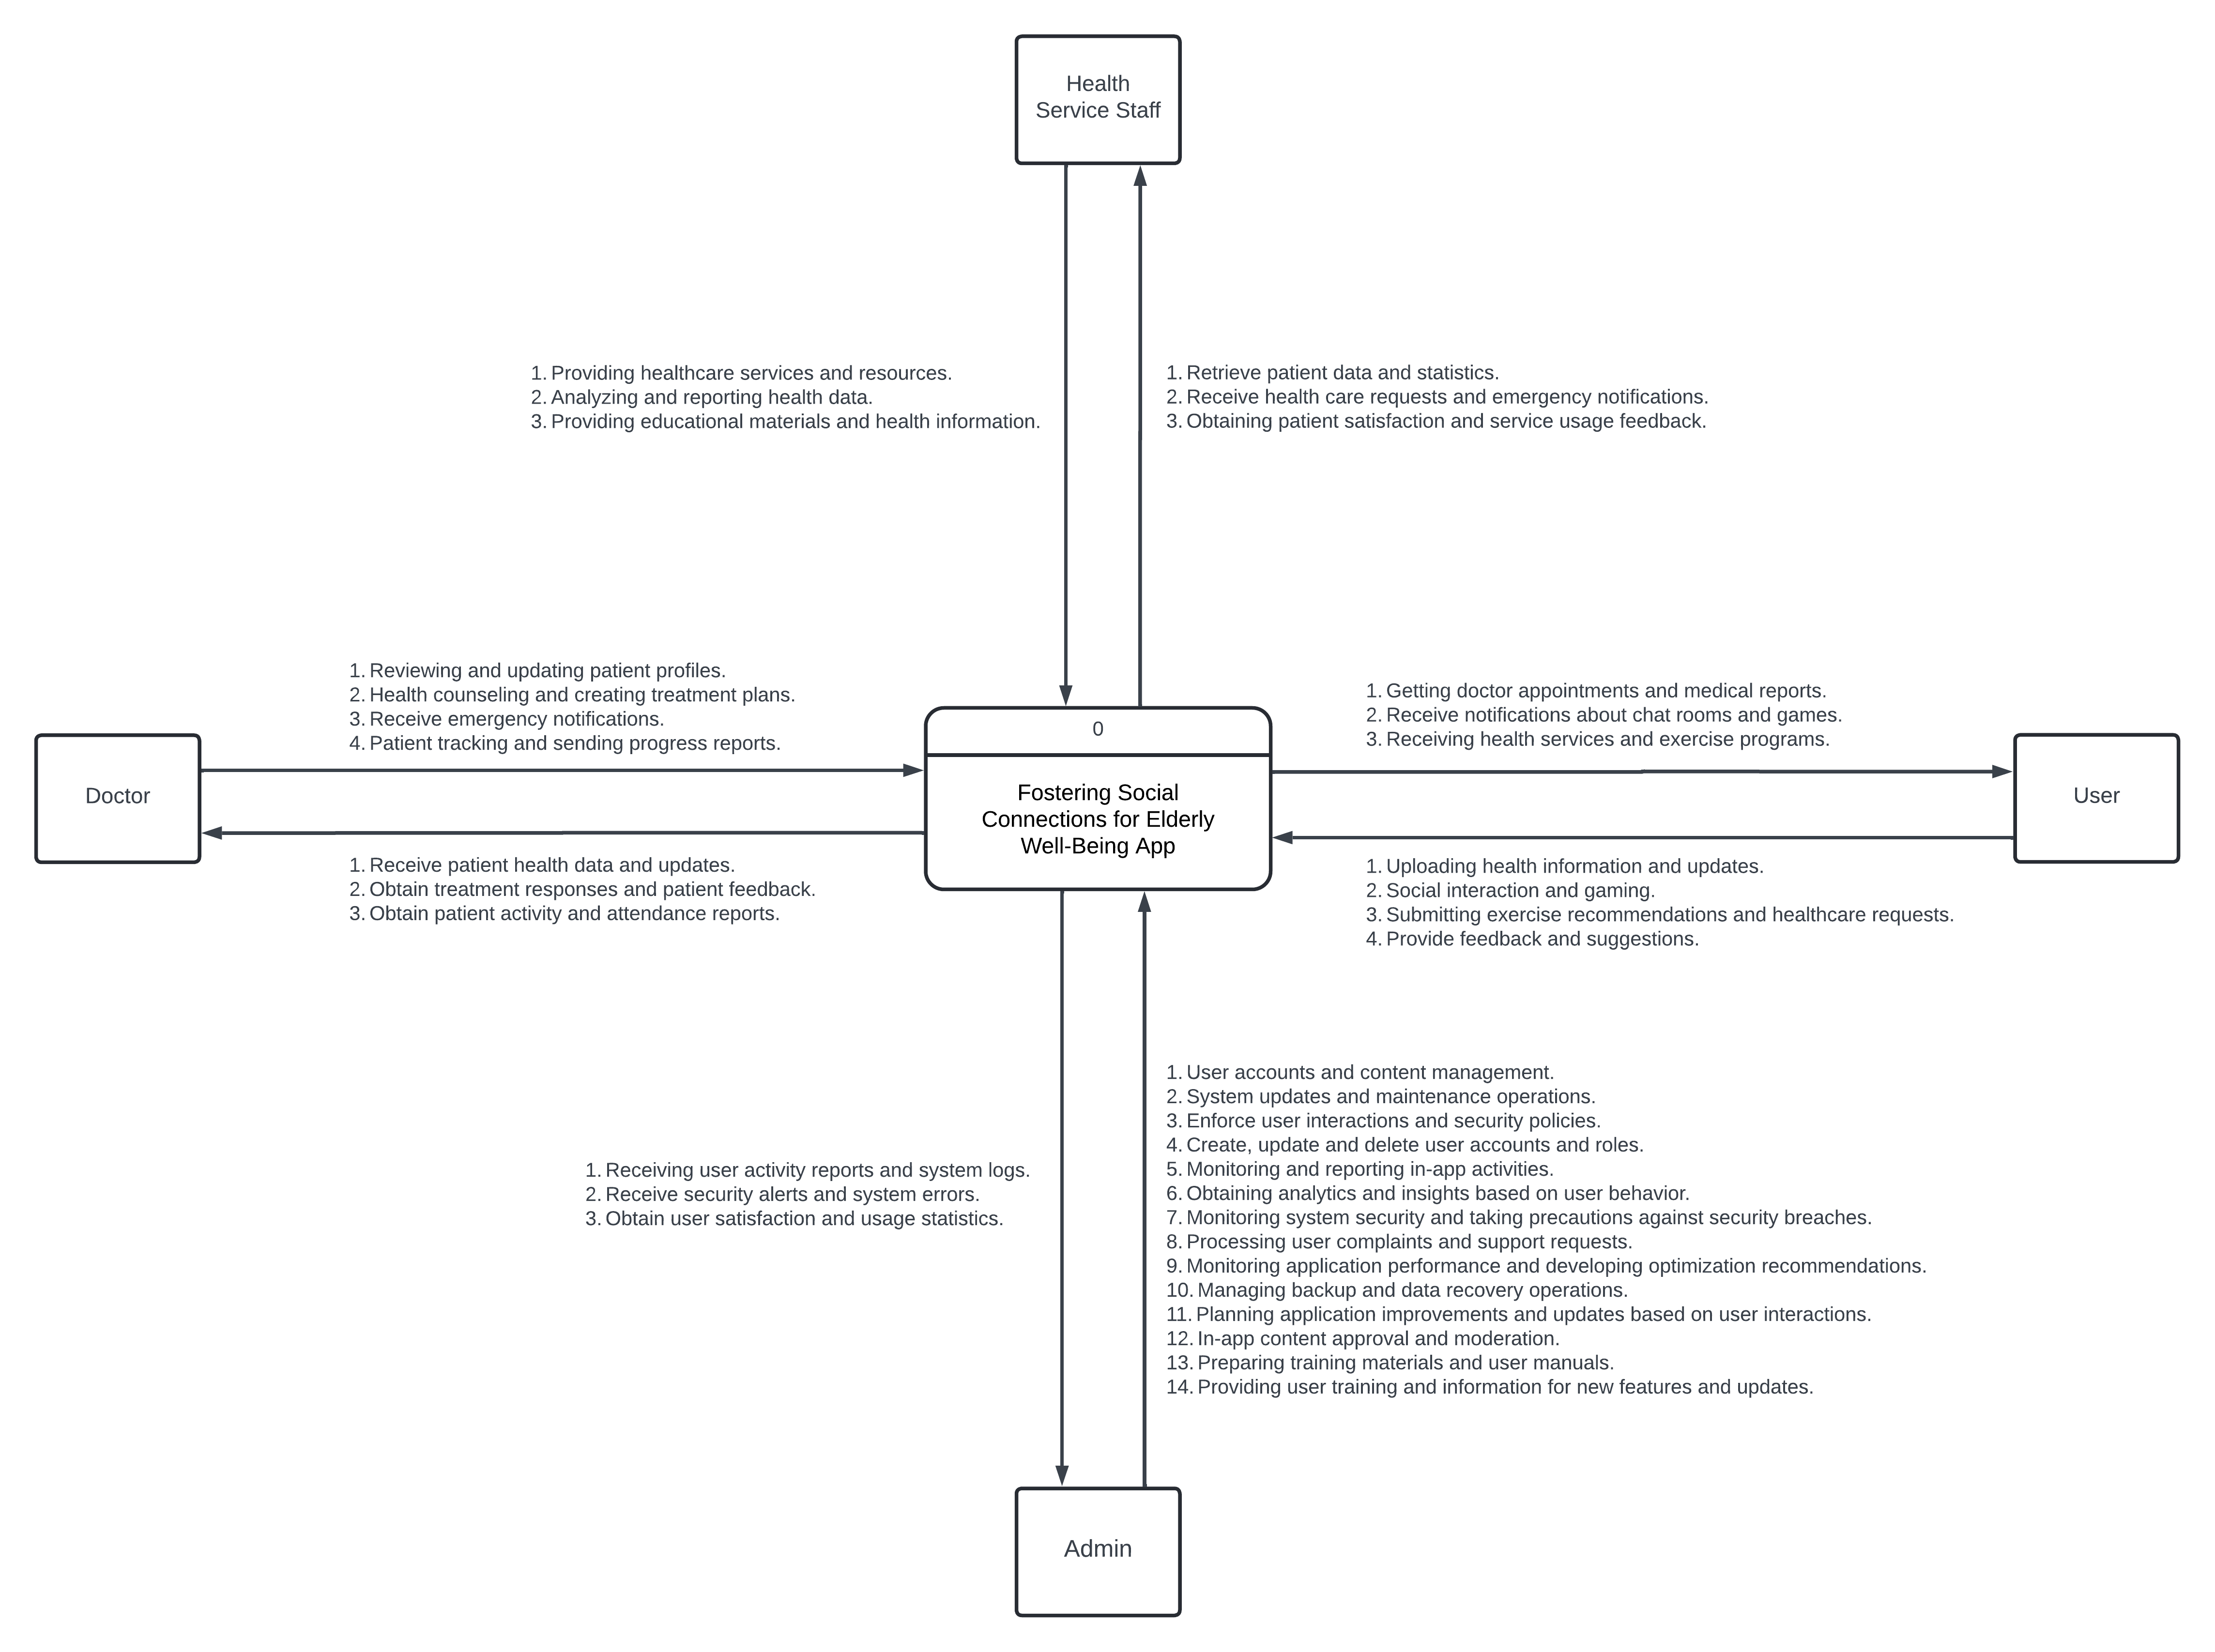 Health
Service Staff
1. Providing healthcare services and resources.
2. Analyzing and reporting health data.
3. Providing educational materials and health information.
1. Retrieve patient data and statistics.
2. Receive health care requests and emergency notifications.
3. Obtaining patient satisfaction and service usage feedback.
1. Reviewing and updating patient profiles.
2. Health counseling and creating treatment plans.
3. Receive emergency notifications.
4. Patient tracking and sending progress reports.
Doctor
1. Receive patient health data and updates.
2. Obtain treatment responses and patient feedback.
3. Obtain patient activity and attendance reports.
0
Fostering Social
Connections for Elderly
Well-Being App
1. Getting doctor appointments and medical reports.
2. Receive notifications about chat rooms and games.
3. Receiving health services and exercise programs.
User
1. Uploading health information and updates.
2. Social interaction and gaming.
3. Submitting exercise recommendations and healthcare requests.
4. Provide feedback and suggestions.
1. Receiving user activity reports and system logs.
2. Receive security alerts and system errors.
3. Obtain user satisfaction and usage statistics.
1. User accounts and content management.
2. System updates and maintenance operations.
3. Enforce user interactions and security policies.
4. Create, update and delete user accounts and roles.
5. Monitoring and reporting in-app activities.
6. Obtaining analytics and insights based on user behavior.
7. Monitoring system security and taking precautions against security breaches.
8. Processing user complaints and support requests.
9. Monitoring application performance and developing optimization recommendations.
10. Managing backup and data recovery operations.
11. Planning application improvements and updates based on user interactions.
12. In-app content approval and moderation.
13. Preparing training materials and user manuals.
14. Providing user training and information for new features and updates.
Admin